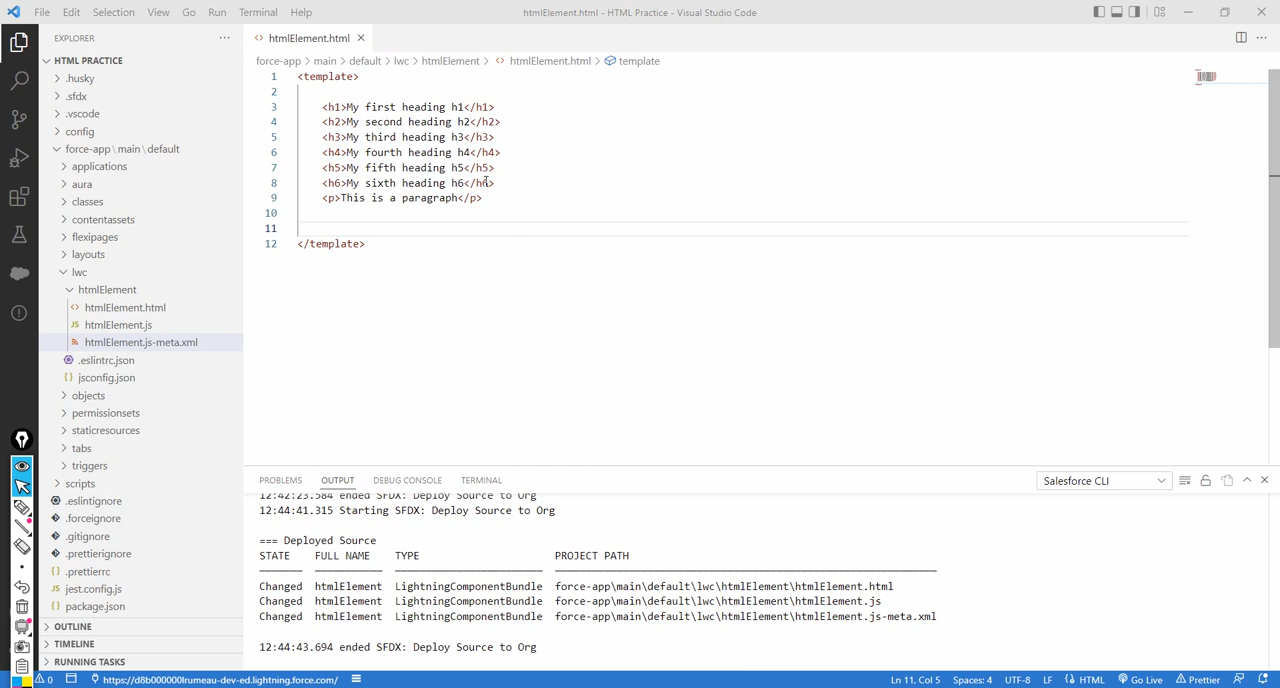 File Edit Selection View Go Run Terminal Help
htmlElement.html - HTML Practice - Visual Studio Code
EXPLORER
HTML PRACTICE
.husky
.sfdx
.vscode
config
force-app\main\default
applications
aura
classes
contentassets
flexipages
layouts
lwc
htmlElement
htmlElement.html
JS htmlElement.js
htmlElement.js-meta.xml
.eslintrc.json
jsconfig.json
objects
permissionsets
staticresources
tabs
triggers
scripts
.eslintignore
.forceignore
.gitignore
.prettierignore
.prettierrc
JS jest.config.js
package.json
OUTLINE
TIMELINE
RUNNING TASKS
htmlElement.html
force-app > main > default > lwc > htmlElement > htmlElement.html > template
1 <template>
2
3 <h1>My first heading h1</h1>
4 <h2>My second heading h2</h2>
5 <h3>My third heading h3</h3>
6 <h4>My fourth heading h4</h4>
7 <h5>My fifth heading h5</h5>
8 <h6>My sixth heading h6</h6>
9 <p>This is a paragraph</p>
10
11
12 </template>
PROBLEMS OUTPUT DEBUG CONSOLE TERMINAL
Salesforce CLI
12:42:23.584 ended SFDX: Deploy Source to Org
12:44:41.315 Starting SFDX: Deploy Source to Org
=== Deployed Source
STATE FULL NAME TYPE PROJECT PATH
Changed htmlElement LightningComponentBundle force-app\main\default\lwc\htmlElement\htmlElement.html
Changed htmlElement LightningComponentBundle force-app\main\default\lwc\htmlElement\htmlElement.js
Changed htmlElement LightningComponentBundle force-app\main\default\lwc\htmlElement\htmlElement.js-meta.xml
12:44:43.694 ended SFDX: Deploy Source to Org
0 https://d8b000000lrumeau-dev-ed.lightning.force.com/
Ln 11, Col 5 Spaces: 4 UTF-8 LF HTML Go Live Prettier